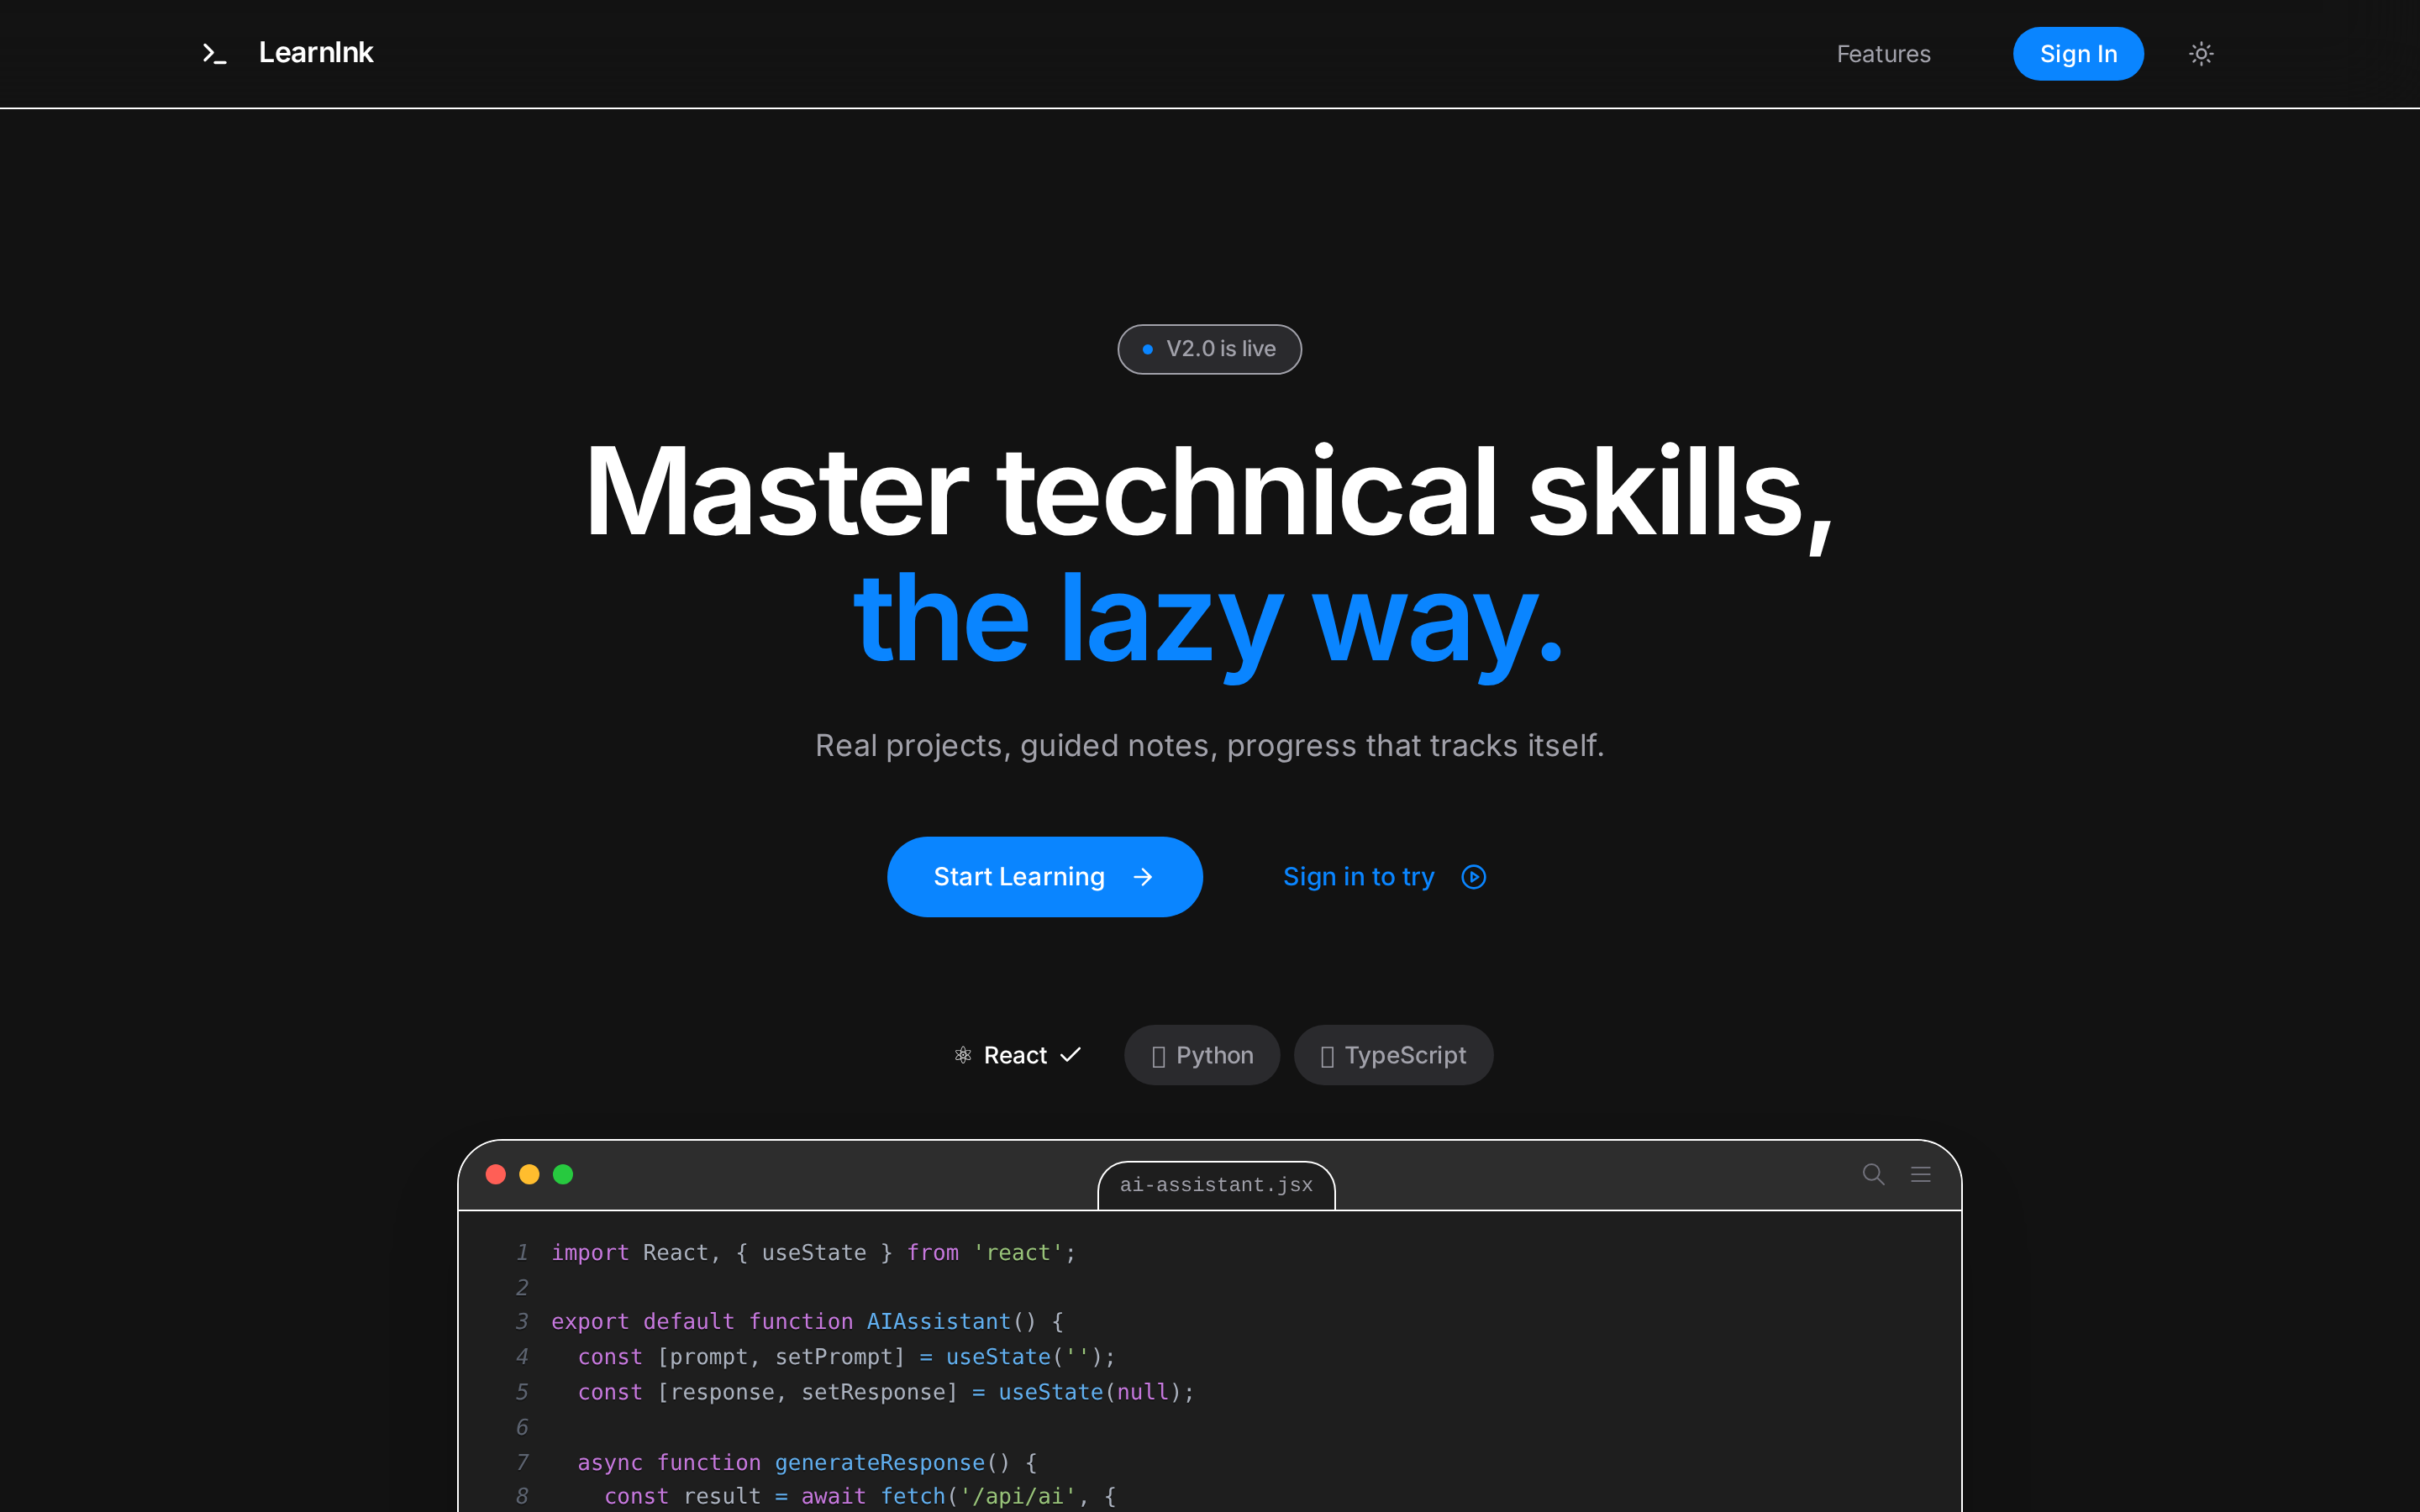 LearnInk
Features
Sign In
V2.0 is live
Master technical skills,
the lazy way.
Real projects, guided notes, progress that tracks itself.
Start Learning
Sign in to try
⚛ React
Python
TypeScript
ai-assistant.jsx
1 import React, { useState } from 'react';
2
3 export default function AIAssistant() {
4   const [prompt, setPrompt] = useState('');
5   const [response, setResponse] = useState(null);
6
7   async function generateResponse() {
8     const result = await fetch('/api/ai', {